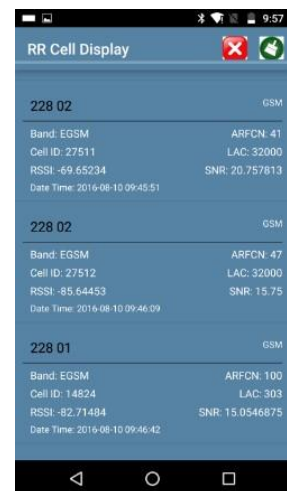 9:57
RR Cell Display
228 02 GSM
Band: EGSM ARFCN: 41
Cell ID: 27511 LAC: 32000
RSSI: -69.65234 SNR: 20.757813
Date Time: 2016-08-10 09:45:51
228 02 GSM
Band: EGSM ARFCN: 47
Cell ID: 27512 LAC: 32000
RSSI: -85.64453 SNR: 15.75
Date Time: 2016-08-10 09:46:09
228 01 GSM
Band: EGSM ARFCN: 100
Cell ID: 14824 LAC: 303
RSSI: -82.71484 SNR: 15.0546875
Date Time: 2016-08-10 09:46:42